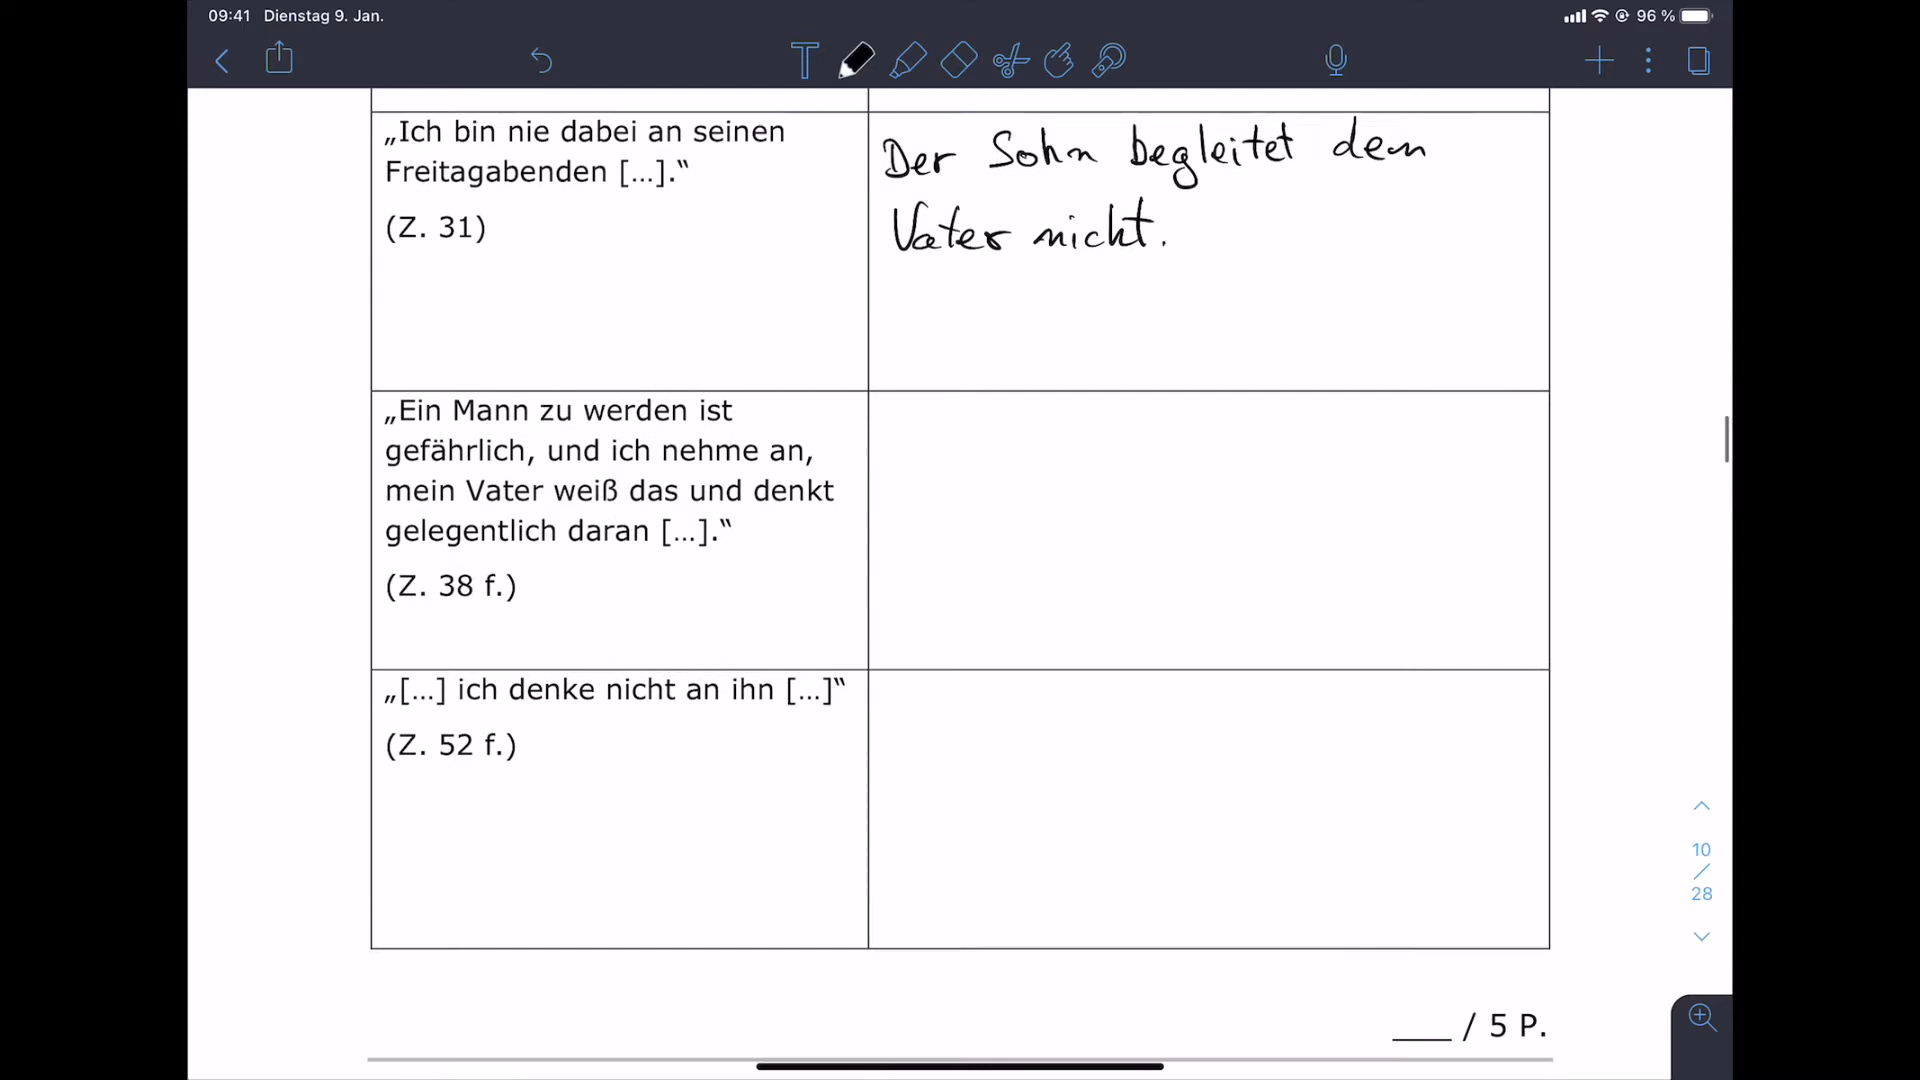 09:41 Dienstag 9. Jan.
96 %
„Ich bin nie dabei an seinen
Freitagabenden […].“
(Z. 31)
Der Sohn begleitet den
Vater nicht.
„Ein Mann zu werden ist
gefährlich, und ich nehme an,
mein Vater weiß das und denkt
gelegentlich daran […].“
(Z. 38 f.)
„[…] ich denke nicht an ihn […]“
(Z. 52 f.)
10
/
28
____ / 5 P.